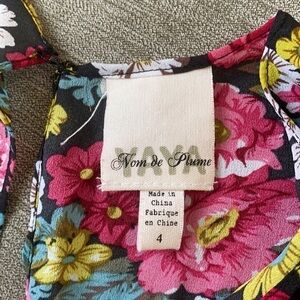 YAYA
Nom de Plume
Made in
China
Fabrique
en Chine
4